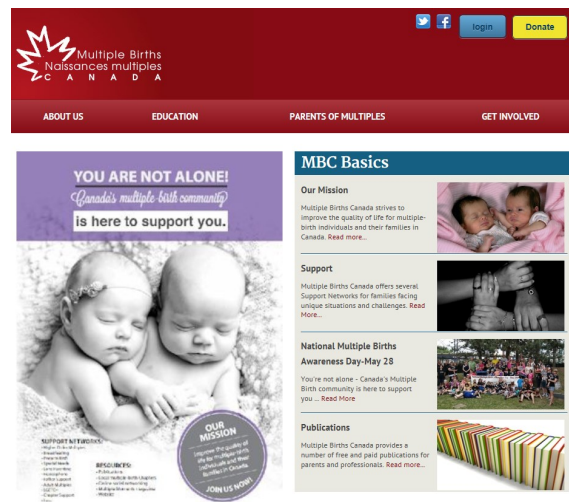 login
Donate
Multiple Births
Naissances multiples
CANADA
ABOUT US
EDUCATION
PARENTS OF MULTIPLES
GET INVOLVED
YOU ARE NOT ALONE!
Canada's multiple-birth community
is here to support you.
SUPPORT NETWORKS:
RESOURCES:
OUR
MISSION
Improve the quality of
life for multiple-birth
individuals and their
families in Canada.
JOIN US NOW!
MBC Basics
Our Mission
Multiple Births Canada strives to
improve the quality of life for multiple-
birth individuals and their families in
Canada. Read more...
Support
Multiple Births Canada offers several
Support Networks for families facing
unique situations and challenges. Read
More...
National Multiple Births
Awareness Day-May 28
You're not alone - Canada's Multiple
Birth community is here to support
you ... Read More
Publications
Multiple Births Canada provides a
number of free and paid publications for
parents and professionals. Read more...